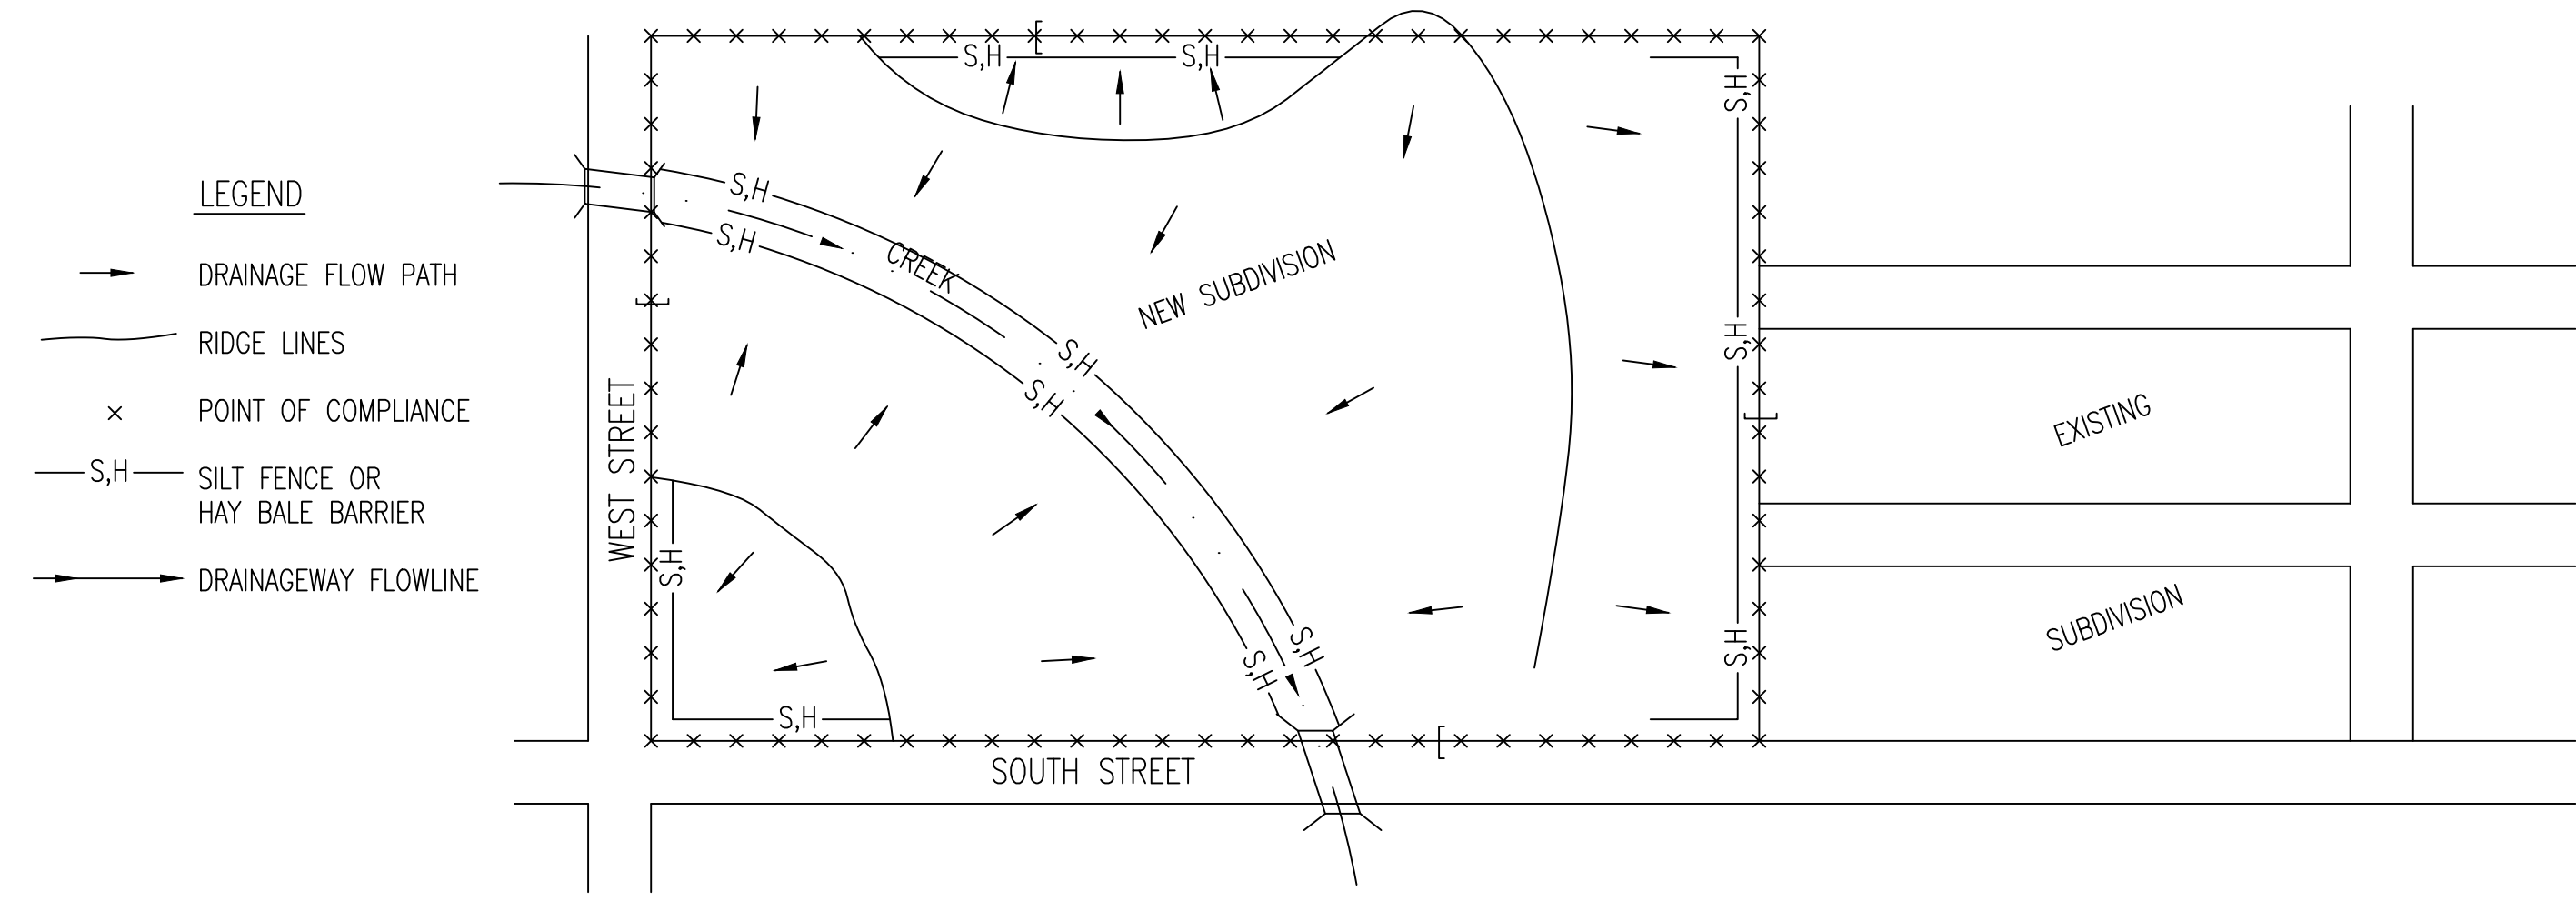 LEGEND
DRAINAGE FLOW PATH
RIDGE LINES
POINT OF COMPLIANCE
S,H
SILT FENCE OR
HAY BALE BARRIER
DRAINAGEWAY FLOWLINE
S,H
S,H
S,H
S,H
S,H
CREEK
NEW SUBDIVISION
S,H
S,H
S,H
WEST STREET
S,H
S,H
S,H
S,H
S,H
SOUTH STREET
EXISTING
SUBDIVISION